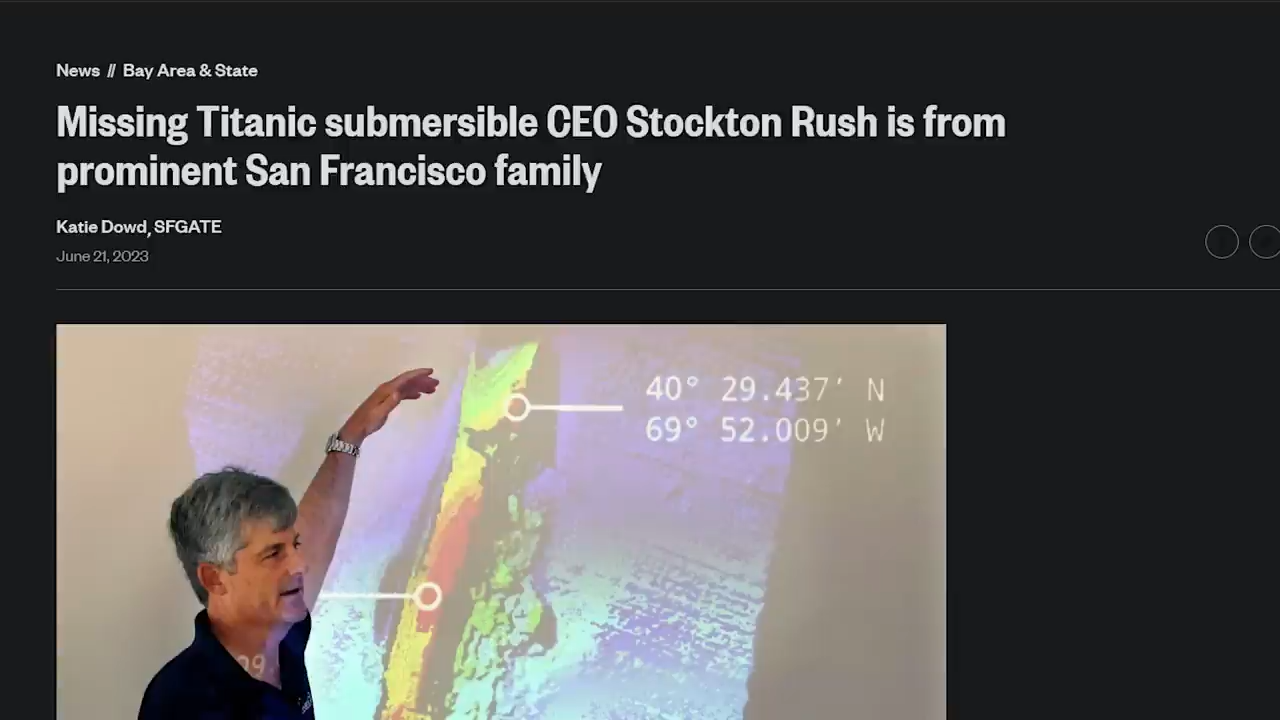 News // Bay Area & State
Missing Titanic submersible CEO Stockton Rush is from
prominent San Francisco family
Katie Dowd, SFGATE
June 21, 2023
40° 29.437' N
69° 52.009' W
09.